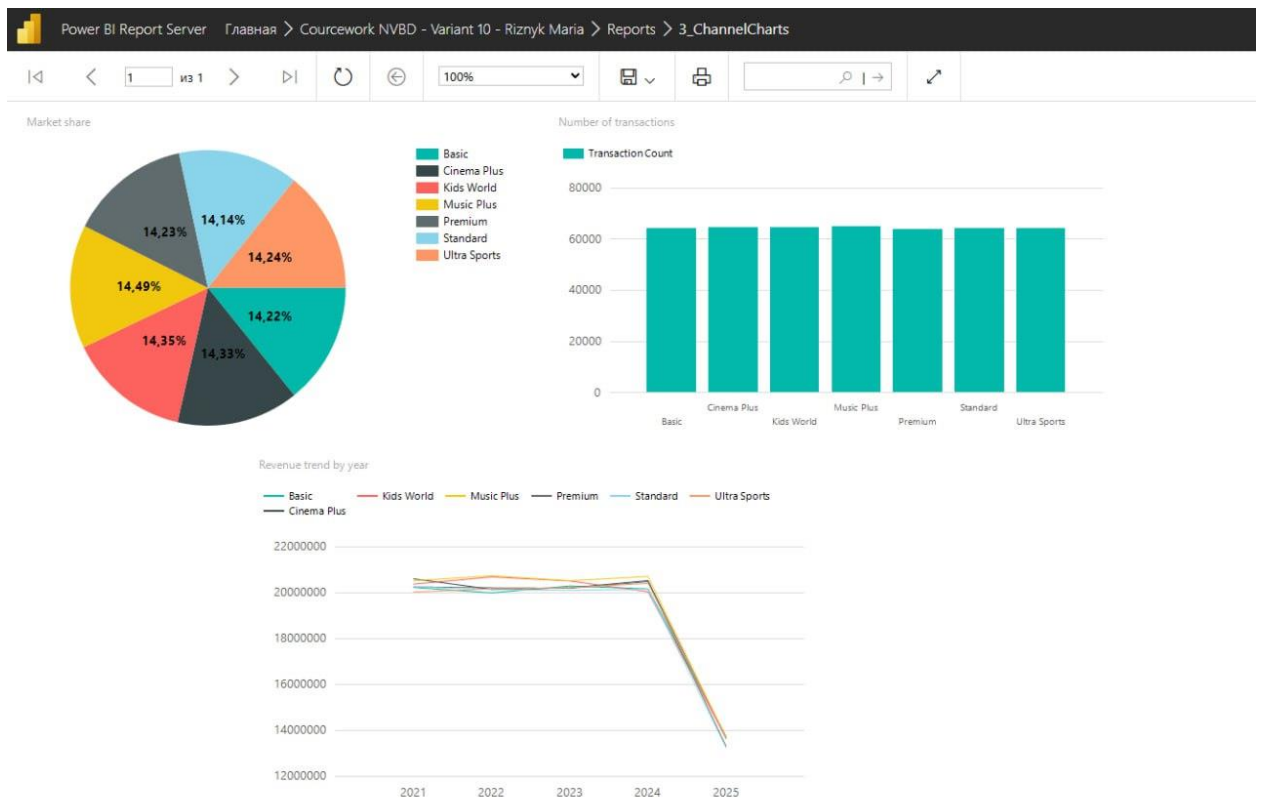 Power BI Report Server Главная > Courcework NVBD - Variant 10 - Riznyk Maria > Reports > 3_ChannelCharts
1 из 1 100%
Market share
14,14%
14,23%
14,24%
14,49%
14,22%
14,35%
14,33%
Basic
Cinema Plus
Kids World
Music Plus
Premium
Standard
Ultra Sports
Number of transactions
Transaction Count
80000
60000
40000
20000
0
Cinema Plus Music Plus Standard
Basic Kids World Premium Ultra Sports
Revenue trend by year
Basic Kids World Music Plus Premium Standard Ultra Sports
Cinema Plus
22000000
20000000
18000000
16000000
14000000
12000000
2021 2022 2023 2024 2025